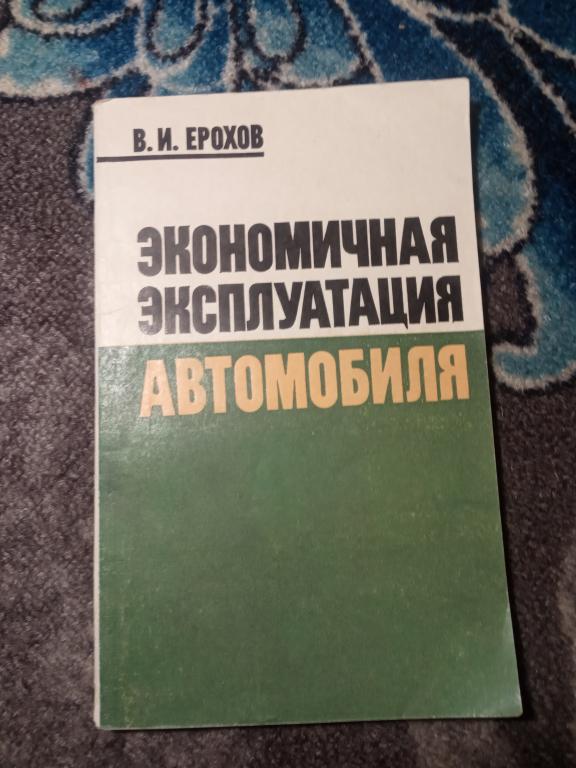 В. И. ЕРОХОВ
ЭКОНОМИЧНАЯ
ЭКСПЛУАТАЦИЯ
АВТОМОБИЛЯ